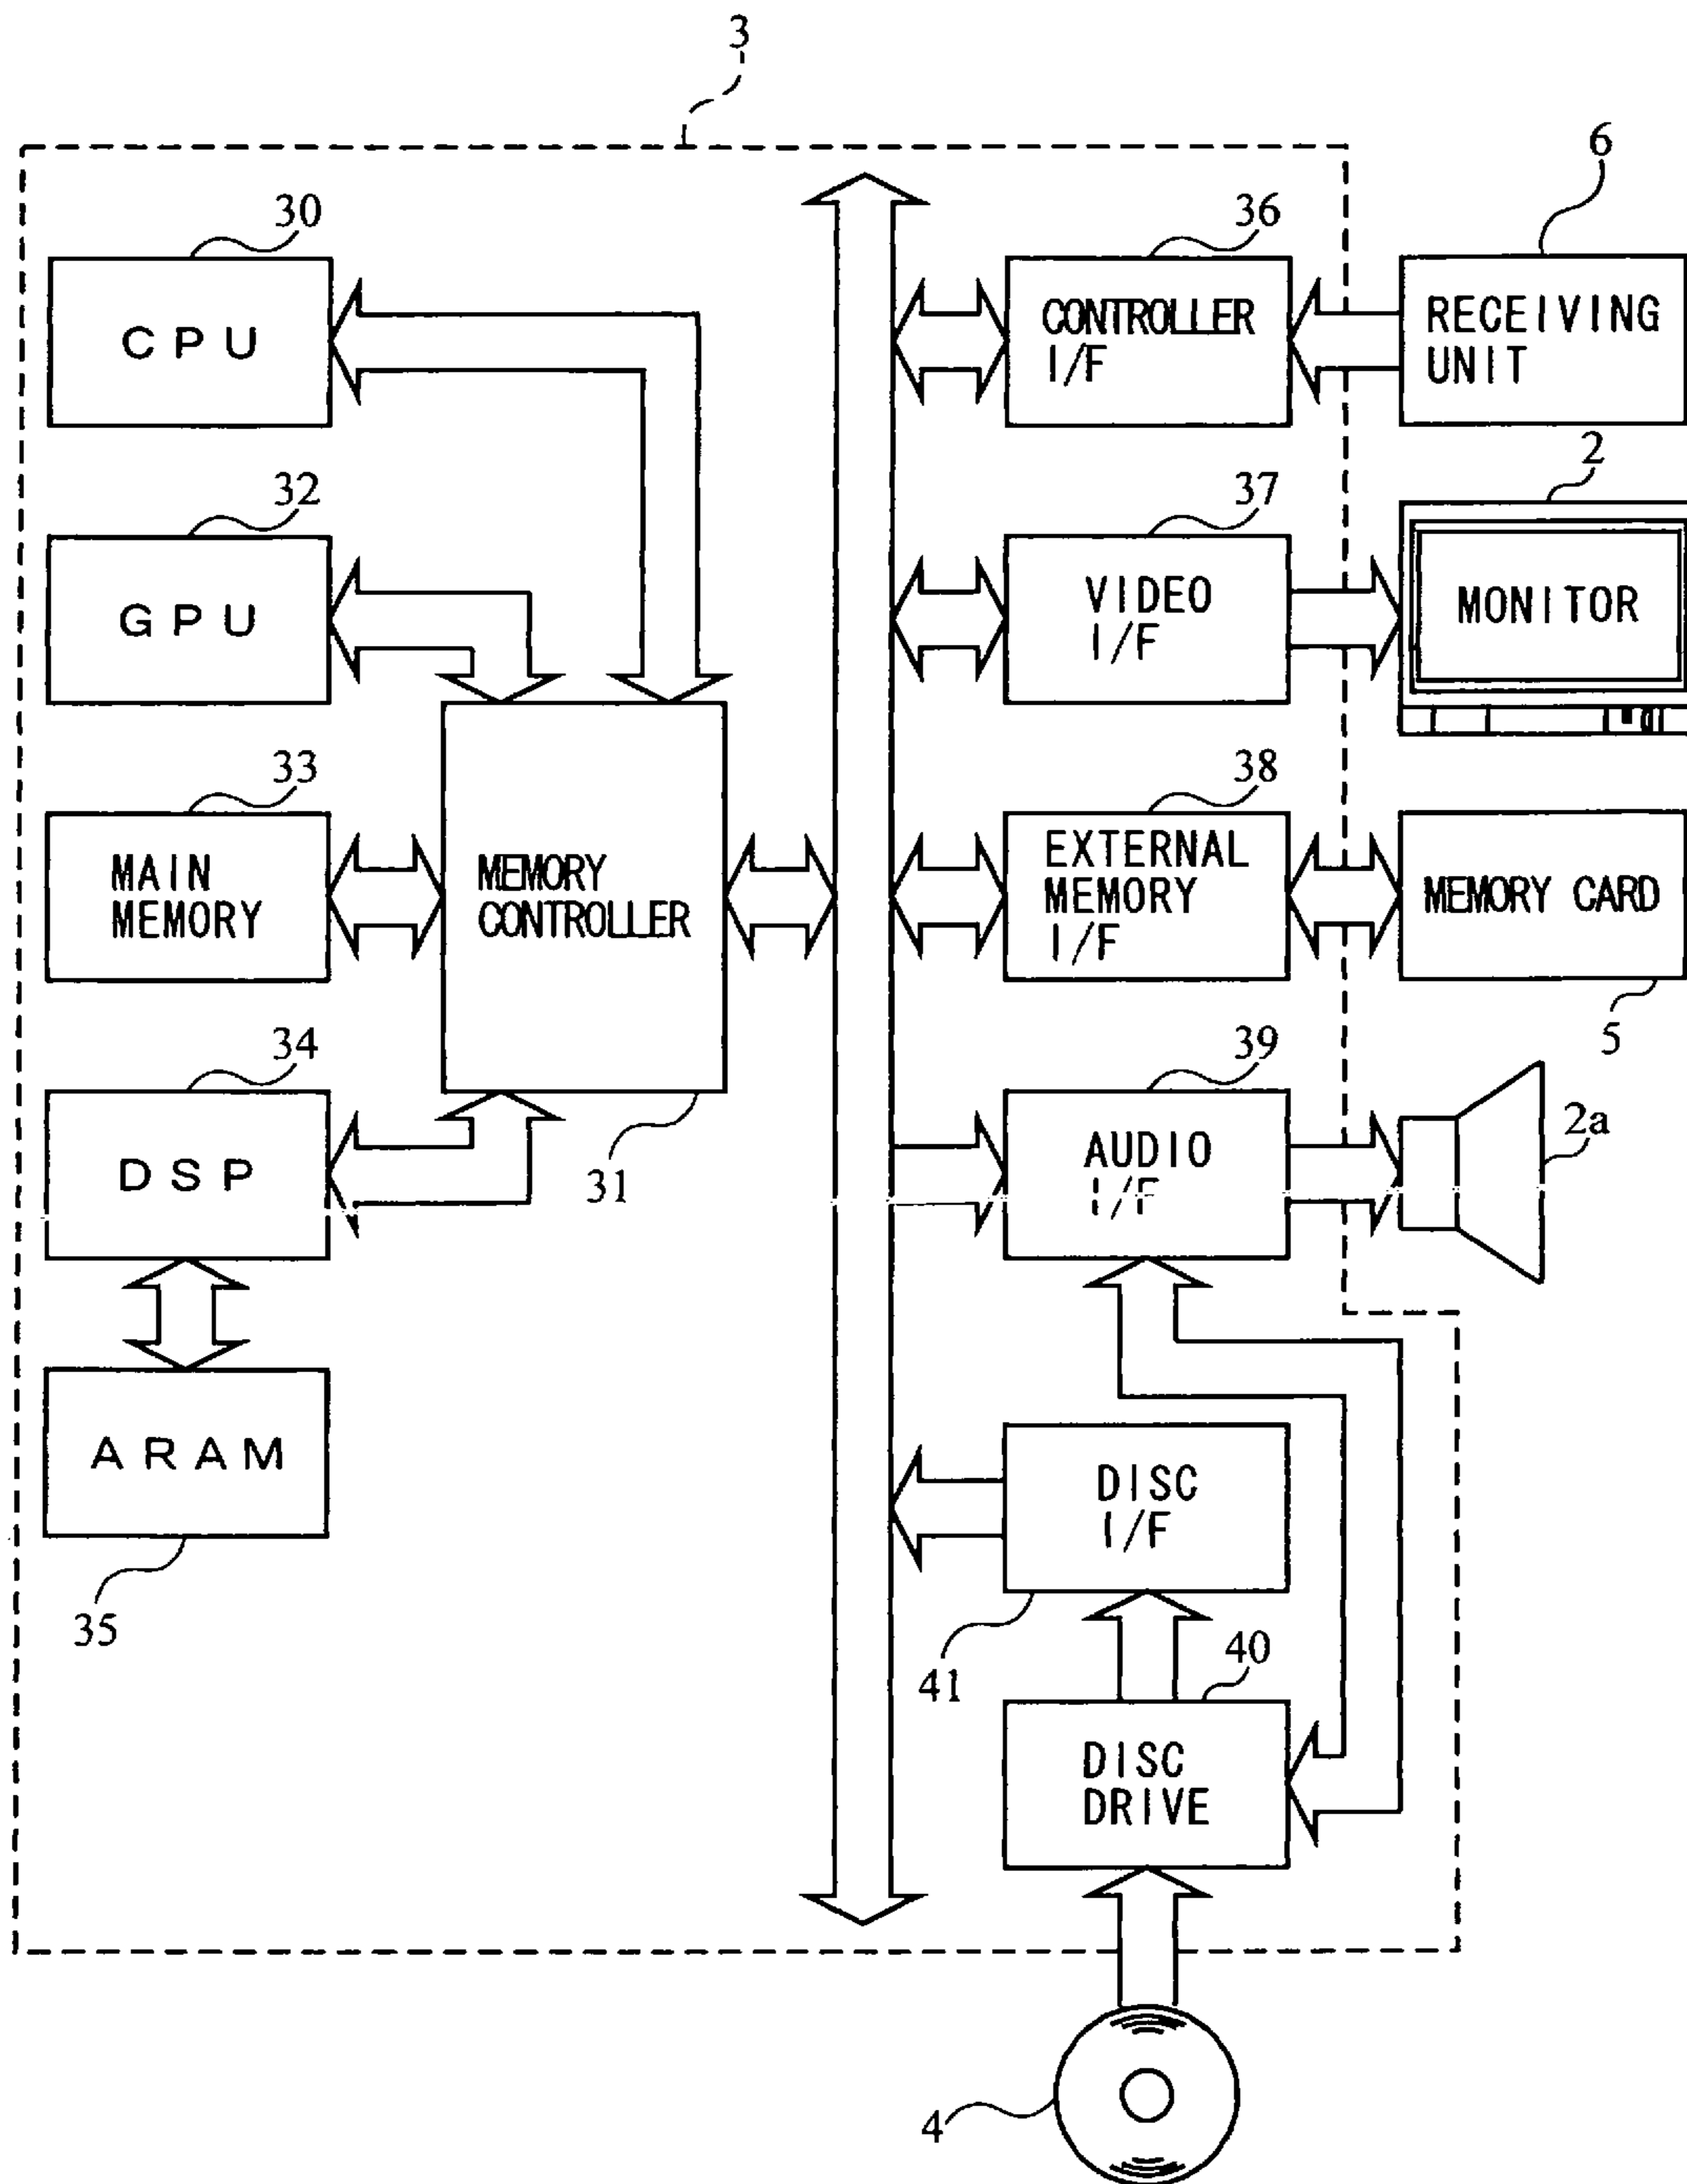 3
6
30
36
CPU
CONTROLLER
I/F
RECEIVING
UNIT
2
32
37
GPU
VIDEO
I/F
MONITOR
33
38
MAIN
MEMORY
MEMORY
CONTROLLER
EXTERNAL
MEMORY
I/F
MEMORY CARD
5
34
39
31
DSP
AUDIO
I/F
2a
ARAM
35
DISC
I/F
41
40
DISC
DRIVE
4